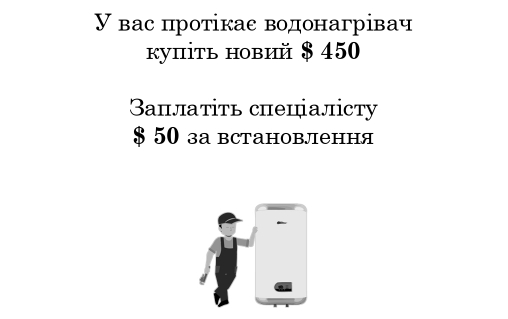 У вас протікає водонагрівач
купіть новий $ 450
Заплатіть спеціалісту
$ 50 за встановлення